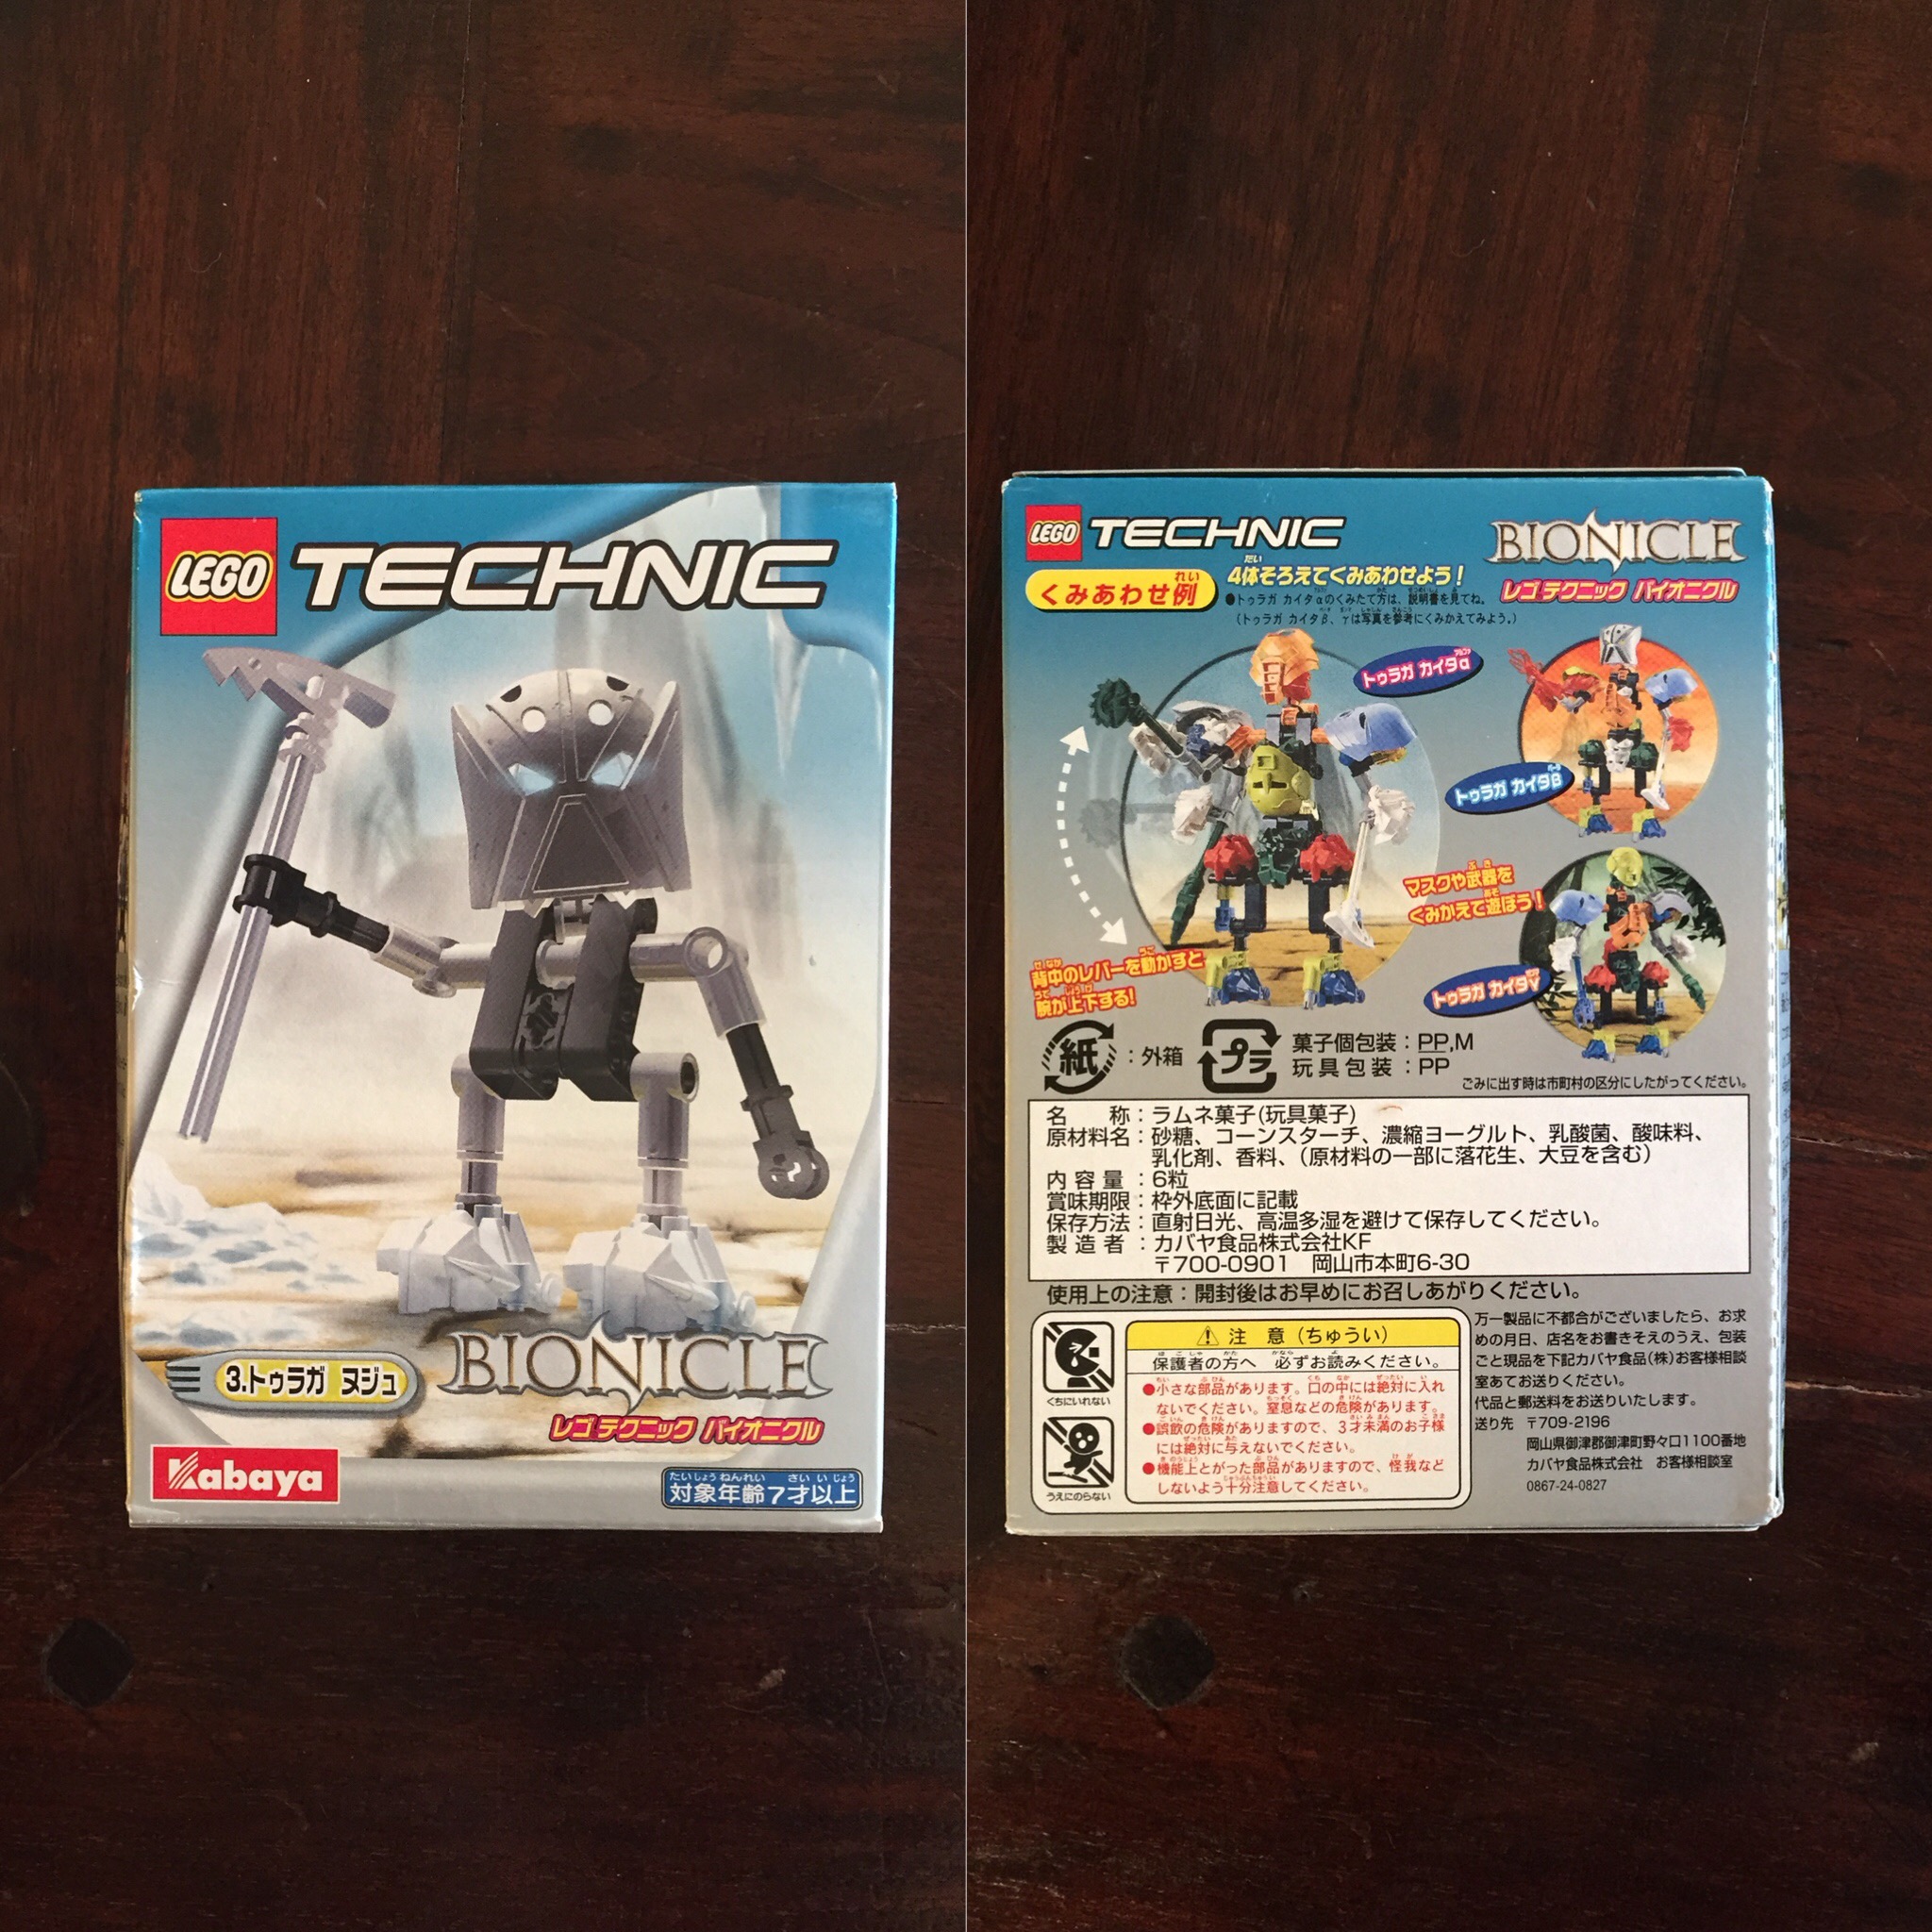 LEGO TECHNIC
BIONICLE
3.トゥラガ ヌジュ
レゴ テクニック バイオニクル
Kabaya
たいしょうねんれい さい いじょう
対象年齢7才以上
LEGO TECHNIC
BIONICLE
レゴ テクニック バイオニクル
くみあわせ例
4体そろえてくみあわせよう!
●トゥラガ カイタαのくみたて方は、説明書を見てね。
(トゥラガ カイタβ、γは写真を参考にくみかえてみよう。)
トゥラガ カイタα
トゥラガ カイタβ
マスクや武器を
くみかえて遊ぼう!
トゥラガ カイタγ
背中のレバーを動かすと
腕が上下する!
紙:外箱
プラ
菓子個包装:PP,M
玩具包装:PP
ごみに出す時は市町村の区分にしたがってください。
名 称:ラムネ菓子(玩具菓子)
原材料名:砂糖、コーンスターチ、濃縮ヨーグルト、乳酸菌、酸味料、
乳化剤、香料、(原材料の一部に落花生、大豆を含む)
内容量:6粒
賞味期限:枠外底面に記載
保存方法:直射日光、高温多湿を避けて保存してください。
製造者:カバヤ食品株式会社KF
〒700-0901 岡山市本町6-30
使用上の注意:開封後はお早めにお召しあがりください。
くちにいれない
うえにのらない
⚠注 意(ちゅうい)
保護者の方へ 必ずお読みください。
●小さな部品があります。口の中には絶対に入れ
ないでください。窒息などの危険があります。
●誤飲の危険がありますので、3才未満のお子様
には絶対に与えないでください。
●機能上とがった部品がありますので、怪我など
しないよう十分注意してください。
万一製品に不都合がございましたら、お求
めの月日、店名をお書きそえのうえ、包装
ごと現品を下記カバヤ食品(株)お客様相談
室あてお送りください。
代品と郵送料をお送りいたします。
送り先 〒709-2196
岡山県御津郡御津町野々口1100番地
カバヤ食品株式会社 お客様相談室
0867-24-0827